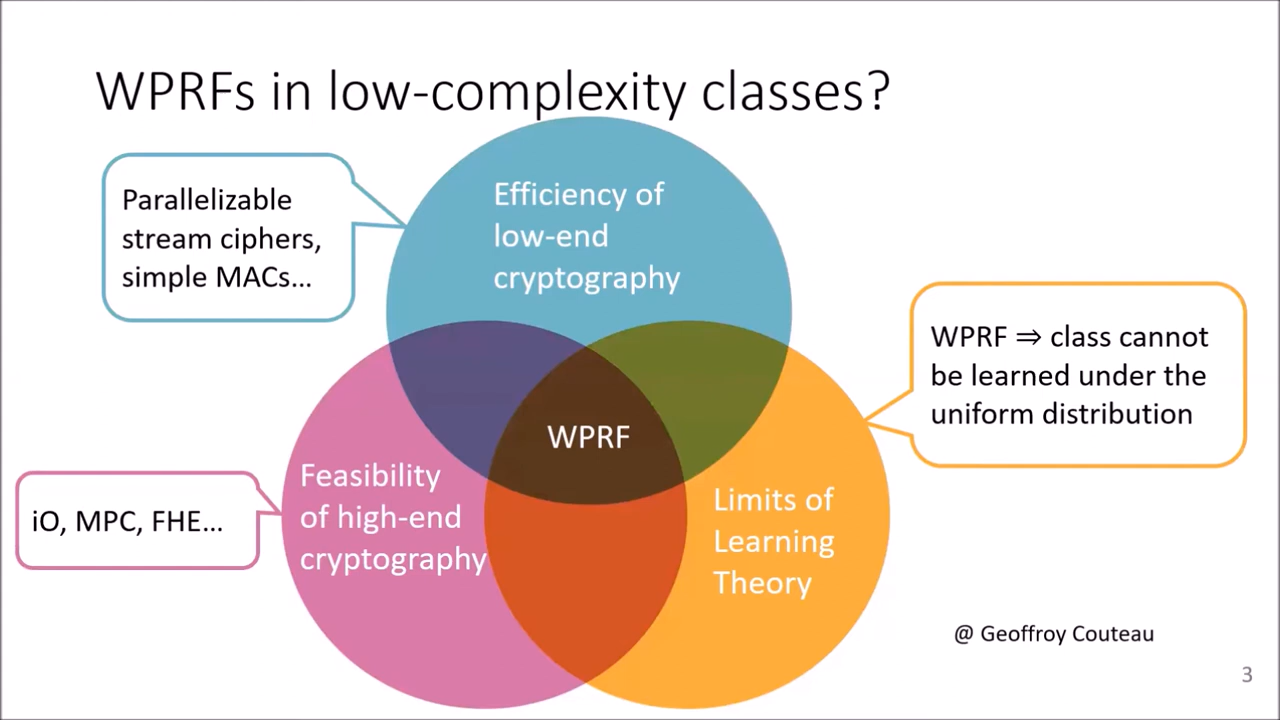 WPRFs in low-complexity classes?
Parallelizable
stream ciphers,
simple MACs...
Efficiency of
low-end
cryptography
WPRF ⇒ class cannot
be learned under the
uniform distribution
WPRF
Feasibility
of high-end
cryptography
iO, MPC, FHE...
Limits of
Learning
Theory
@ Geoffroy Couteau
3